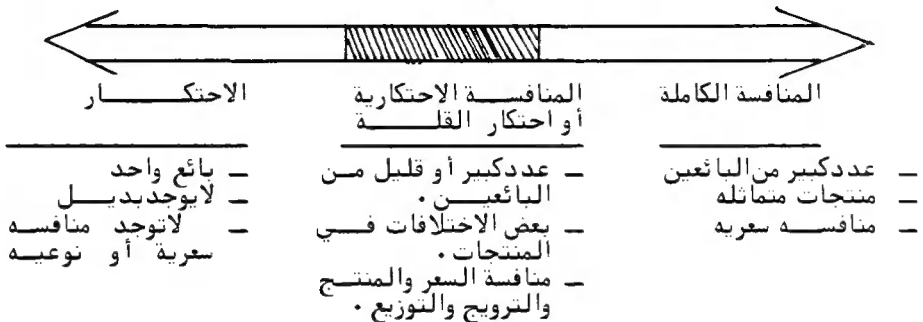 المنافسة الكاملة
ـ عدد كبير من البائعين
ـ منتجات متماثله
ـ منافسه سعريه
المنافسة الاحتكارية
أو احتكار القلة
ـ عدد كبير أو قليل من
البائعين .
ـ بعض الاختلافات في
المنتجات .
ـ منافسة السعر والمنتج
والترويج والتوزيع .
الاحتكار
ـ بائع واحد
ـ لايوجد بديل
ـ لاتوجد منافسه
سعرية أو نوعيه